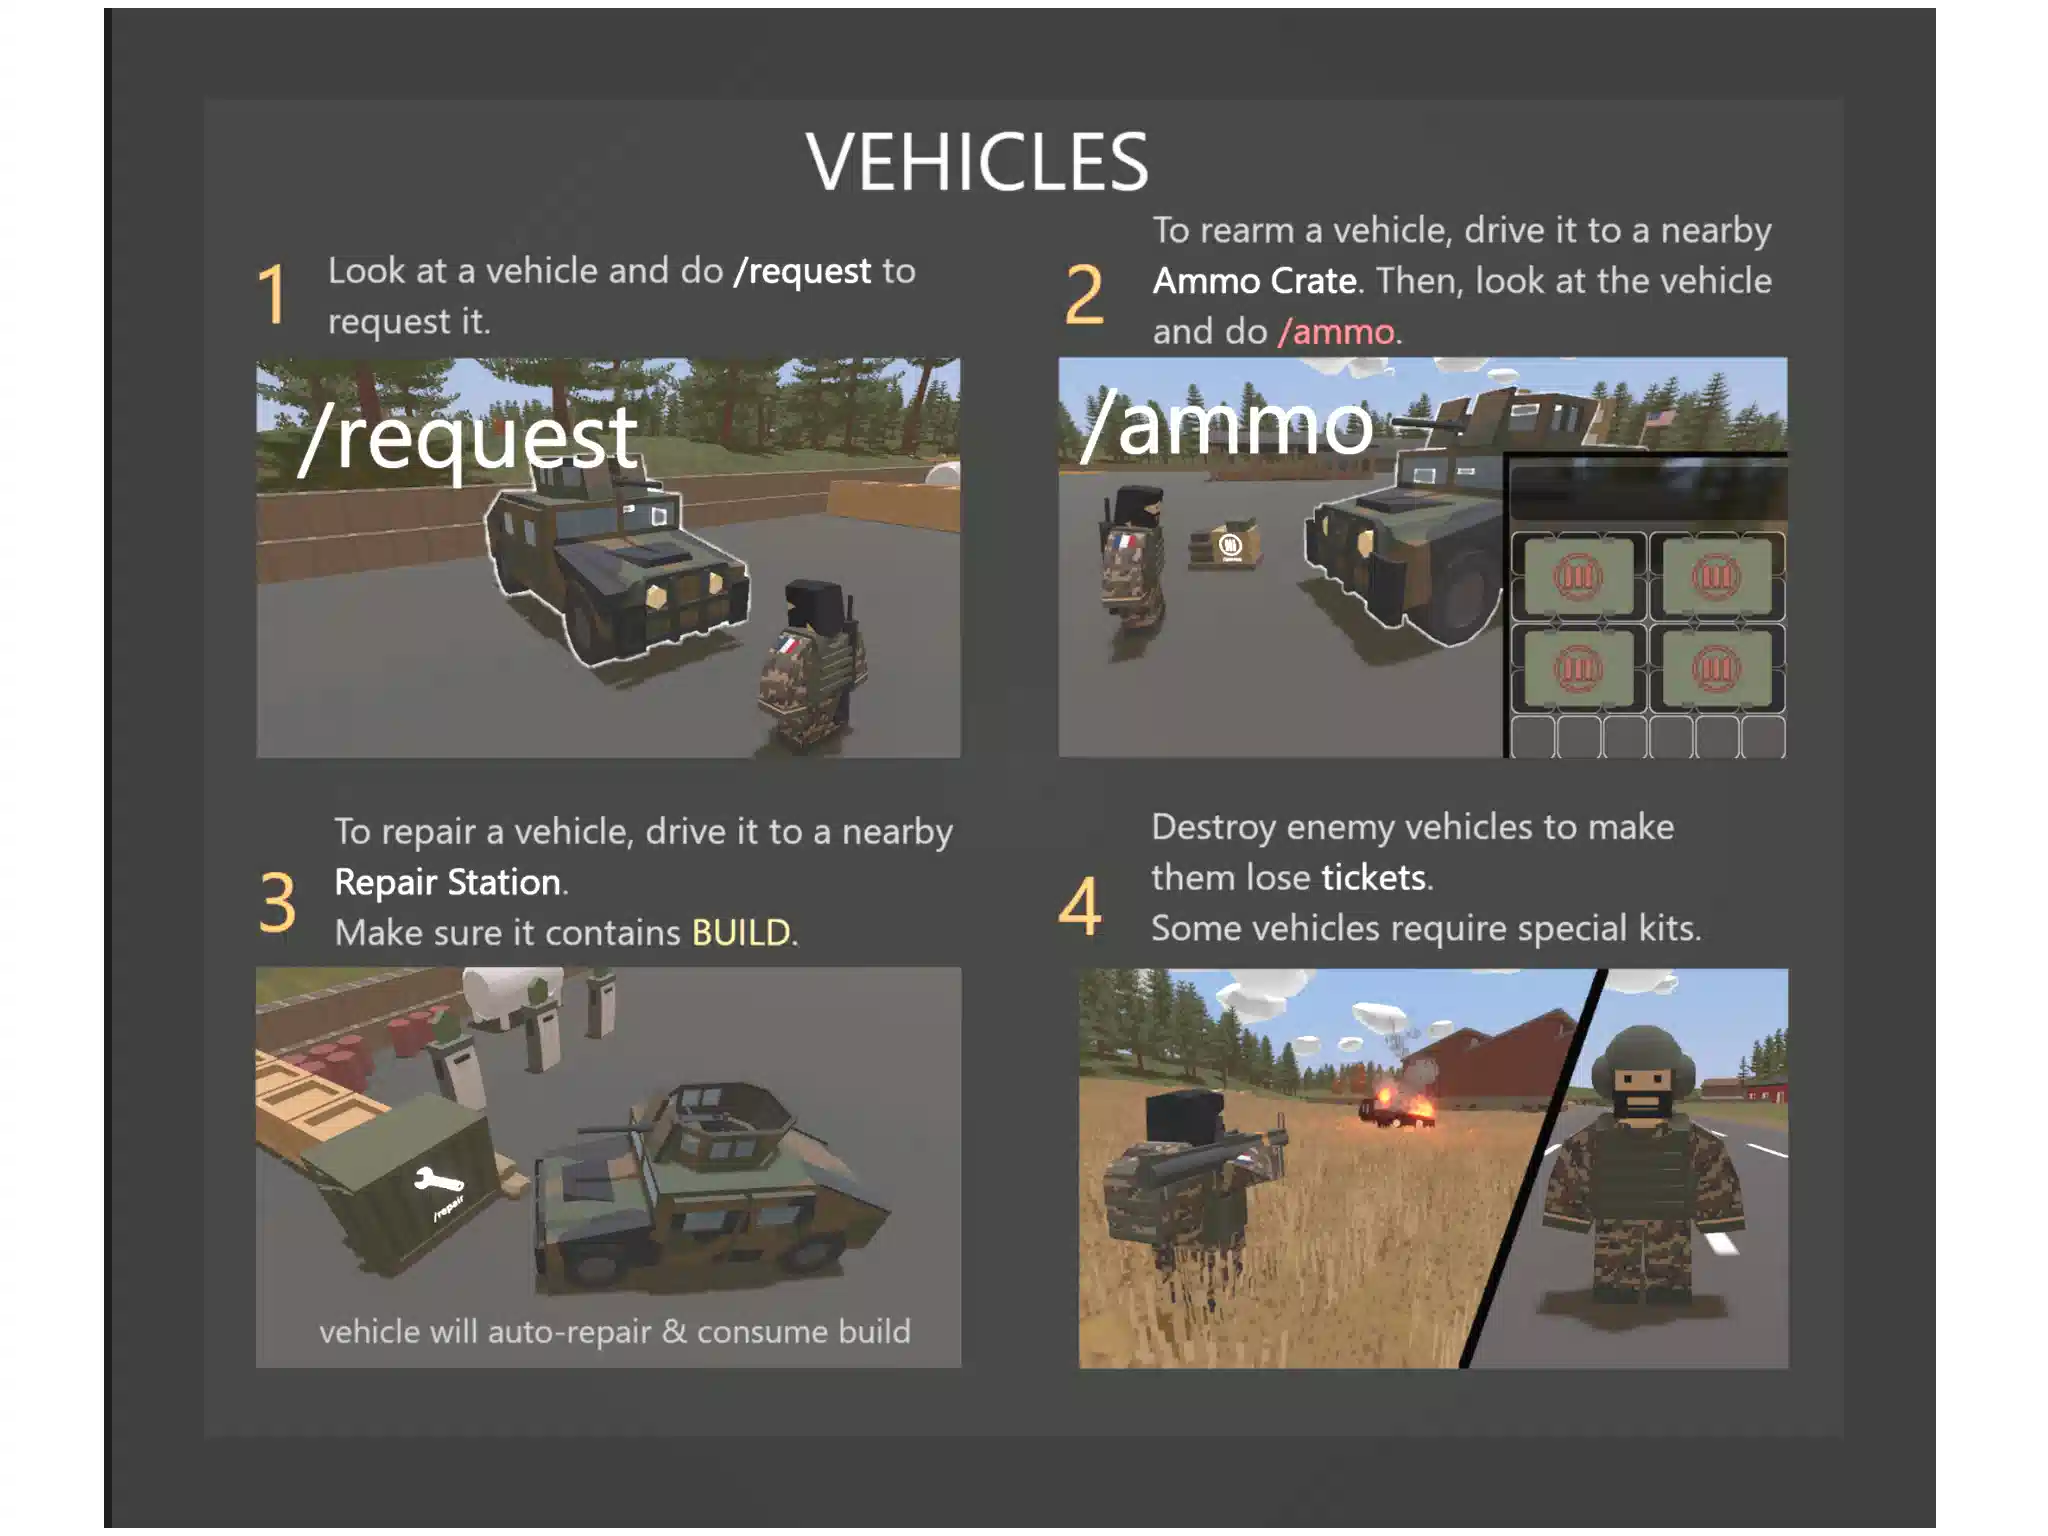 VEHICLES
1
Look at a vehicle and do /request to
request it.
/request
2
To rearm a vehicle, drive it to a nearby
Ammo Crate. Then, look at the vehicle
and do /ammo.
/ammo
3
To repair a vehicle, drive it to a nearby
Repair Station.
Make sure it contains BUILD.
/repair
vehicle will auto-repair & consume build
4
Destroy enemy vehicles to make
them lose tickets.
Some vehicles require special kits.